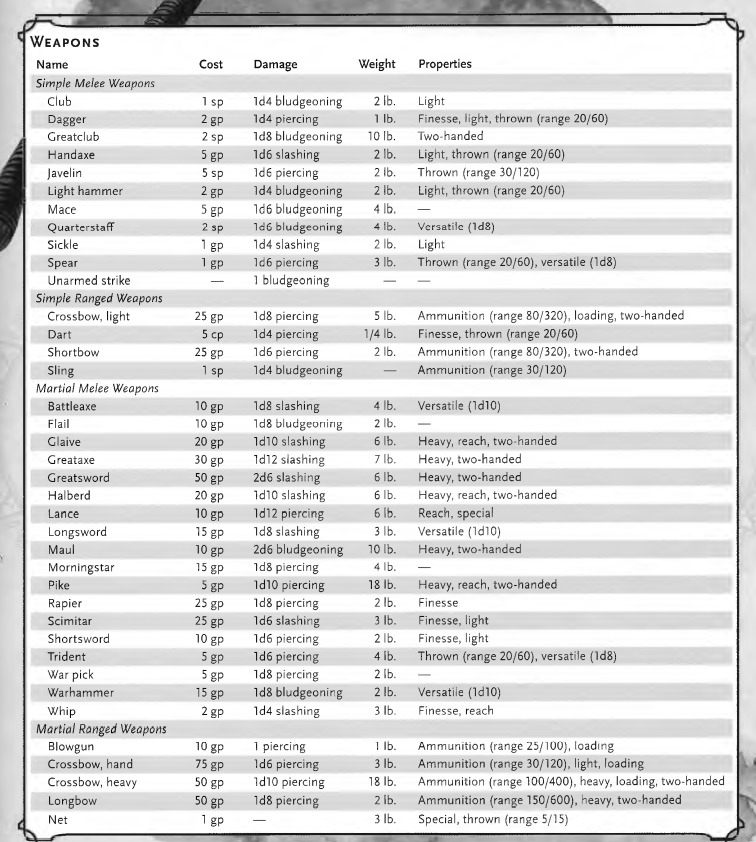 WEAPONS
Name Cost Damage Weight Properties
Simple Melee Weapons
Club 1 sp 1d4 bludgeoning 2 lb. Light
Dagger 2 gp 1d4 piercing 1 lb. Finesse, light, thrown (range 20/60)
Greatclub 2 sp 1d8 bludgeoning 10 lb. Two-handed
Handaxe 5 gp 1d6 slashing 2 lb. Light, thrown (range 20/60)
Javelin 5 sp 1d6 piercing 2 lb. Thrown (range 30/120)
Light hammer 2 gp 1d4 bludgeoning 2 lb. Light, thrown (range 20/60)
Mace 5 gp 1d6 bludgeoning 4 lb. —
Quarterstaff 2 sp 1d6 bludgeoning 4 lb. Versatile (1d8)
Sickle 1 gp 1d4 slashing 2 lb. Light
Spear 1 gp 1d6 piercing 3 lb. Thrown (range 20/60), versatile (1d8)
Unarmed strike — 1 bludgeoning — —
Simple Ranged Weapons
Crossbow, light 25 gp 1d8 piercing 5 lb. Ammunition (range 80/320), loading, two-handed
Dart 5 cp 1d4 piercing 1/4 lb. Finesse, thrown (range 20/60)
Shortbow 25 gp 1d6 piercing 2 lb. Ammunition (range 80/320), two-handed
Sling 1 sp 1d4 bludgeoning — Ammunition (range 30/120)
Martial Melee Weapons
Battleaxe 10 gp 1d8 slashing 4 lb. Versatile (1d10)
Flail 10 gp 1d8 bludgeoning 2 lb. —
Glaive 20 gp 1d10 slashing 6 lb. Heavy, reach, two-handed
Greataxe 30 gp 1d12 slashing 7 lb. Heavy, two-handed
Greatsword 50 gp 2d6 slashing 6 lb. Heavy, two-handed
Halberd 20 gp 1d10 slashing 6 lb. Heavy, reach, two-handed
Lance 10 gp 1d12 piercing 6 lb. Reach, special
Longsword 15 gp 1d8 slashing 3 lb. Versatile (1d10)
Maul 10 gp 2d6 bludgeoning 10 lb. Heavy, two-handed
Morningstar 15 gp 1d8 piercing 4 lb. —
Pike 5 gp 1d10 piercing 18 lb. Heavy, reach, two-handed
Rapier 25 gp 1d8 piercing 2 lb. Finesse
Scimitar 25 gp 1d6 slashing 3 lb. Finesse, light
Shortsword 10 gp 1d6 piercing 2 lb. Finesse, light
Trident 5 gp 1d6 piercing 4 lb. Thrown (range 20/60), versatile (1d8)
War pick 5 gp 1d8 piercing 2 lb. —
Warhammer 15 gp 1d8 bludgeoning 2 lb. Versatile (1d10)
Whip 2 gp 1d4 slashing 3 lb. Finesse, reach
Martial Ranged Weapons
Blowgun 10 gp 1 piercing 1 lb. Ammunition (range 25/100), loading
Crossbow, hand 75 gp 1d6 piercing 3 lb. Ammunition (range 30/120), light, loading
Crossbow, heavy 50 gp 1d10 piercing 18 lb. Ammunition (range 100/400), heavy, loading, two-handed
Longbow 50 gp 1d8 piercing 2 lb. Ammunition (range 150/600), heavy, two-handed
Net 1 gp — 3 lb. Special, thrown (range 5/15)